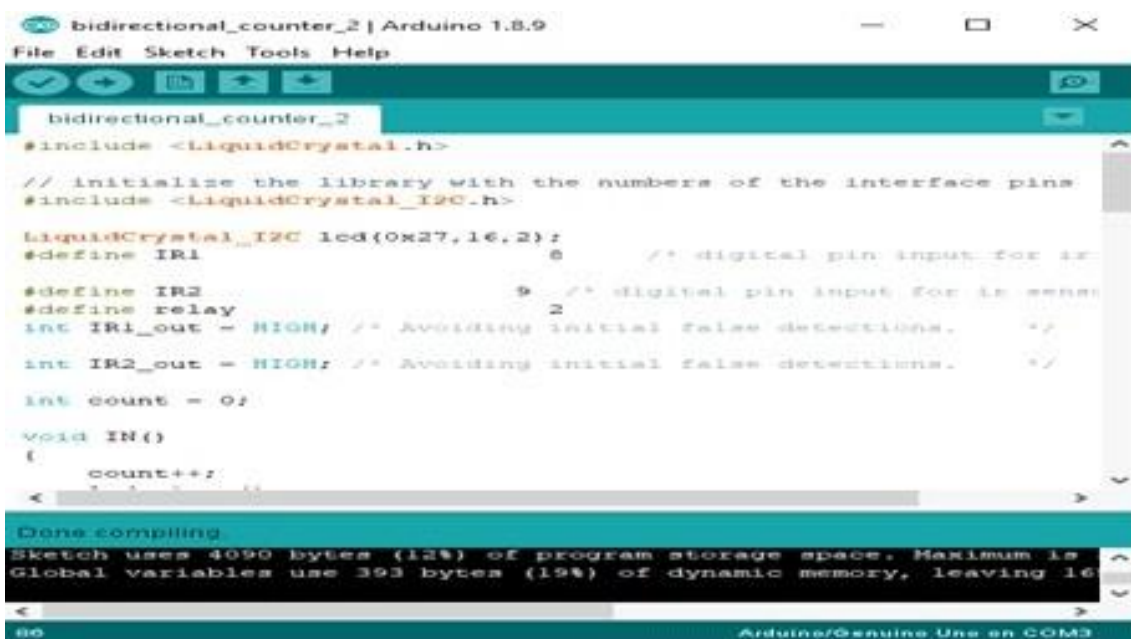 bidirectional_counter_2 | Arduino 1.8.9
File Edit Sketch Tools Help
bidirectional_counter_2
#include <LiquidCrystal.h>
// initialise the library with the numbers of the interface pins
#include <LiquidCrystal_I2C.h>
LiquidCrystal_I2C lcd(0x27,16,2);
#define IR1 8 /* digital pin input for ir
#define IR2 9 /* digital pin input for ir
#define relay 2
int IR1_out = HIGH; /* Avoiding initial false detections. */
int IR2_out = HIGH; /* Avoiding initial false detections. */
int count = 0;
void IN()
{
count++;
Done compiling.
Sketch uses 4090 bytes (12%) of program storage space. Maximum is
Global variables use 393 bytes (19%) of dynamic memory, leaving 16
86
Arduino/Genuino Uno on COM3